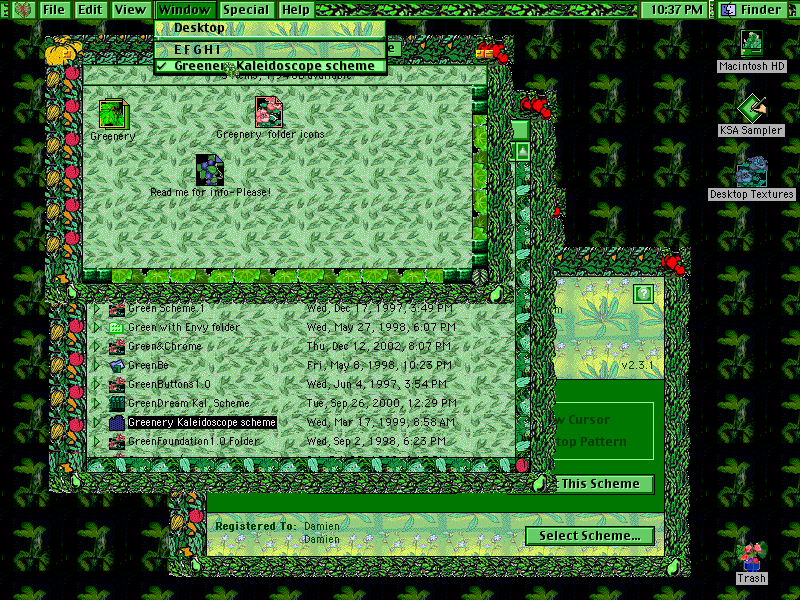 File Edit View Window Special Help 10:37 PM Finder
Desktop
E F G H I
✓ Greenery Kaleidoscope scheme
Macintosh HD
KSA Sampler
Desktop Textures
Greenery
Greenery folder icons
Read me for info-Please!
Green Scheme 1 Wed, Dec 17, 1997, 3:49 PM
Green with Envy folder Wed, May 27, 1998, 6:07 PM
Green&Chrome Thu, Dec 12, 2002, 8:07 PM
GreenBe Fri, May 8, 1998, 10:23 PM
GreenButtons1.0 Wed, Jun 4, 1997, 3:54 PM
GreenDream Kal. Scheme Tue, Sep 26, 2000, 12:29 PM
Greenery Kaleidoscope scheme Wed, Mar 17, 1999, 8:58 AM
GreenFoundation1.0 Folder Wed, Sep 2, 1998, 6:23 PM
v2.3.1
Cursor
Pattern
This Scheme
Registered To: Damien
Damien
Select Scheme...
Trash